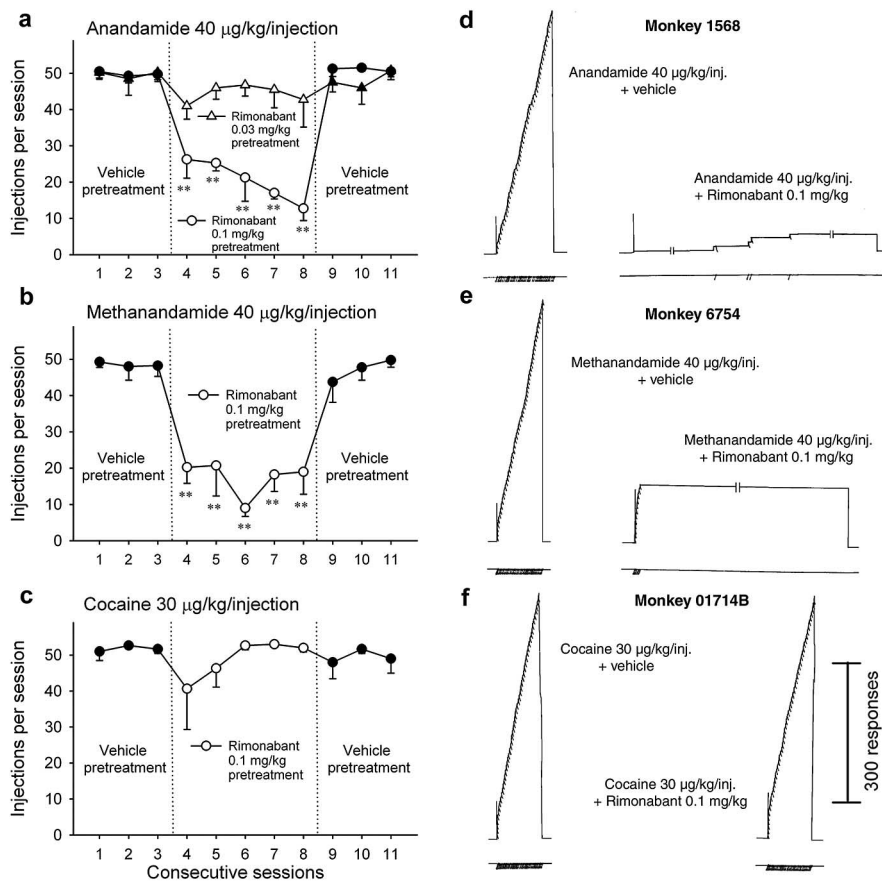 a
Anandamide 40 μg/kg/injection
Injections per session
60
50
40
30
20
10
0
Vehicle
pretreatment
Rimonabant
0.03 mg/kg
pretreatment
**
**
**
**
**
Rimonabant
0.1 mg/kg
pretreatment
Vehicle
pretreatment
1 2 3 4 5 6 7 8 9 10 11
b
Methanandamide 40 μg/kg/injection
Injections per session
60
50
40
30
20
10
0
Vehicle
pretreatment
Rimonabant
0.1 mg/kg
pretreatment
**
**
**
**
**
Vehicle
pretreatment
1 2 3 4 5 6 7 8 9 10 11
c
Cocaine 30 μg/kg/injection
Injections per session
60
50
40
30
20
10
0
Vehicle
pretreatment
Rimonabant
0.1 mg/kg
pretreatment
Vehicle
pretreatment
1 2 3 4 5 6 7 8 9 10 11
Consecutive sessions
d
Monkey 1568
Anandamide 40 μg/kg/inj.
+ vehicle
Anandamide 40 μg/kg/inj.
+ Rimonabant 0.1 mg/kg
e
Monkey 6754
Methanandamide 40 μg/kg/inj.
+ vehicle
Methanandamide 40 μg/kg/inj.
+ Rimonabant 0.1 mg/kg
f
Monkey 01714B
Cocaine 30 μg/kg/inj.
+ vehicle
Cocaine 30 μg/kg/inj.
+ Rimonabant 0.1 mg/kg
300 responses